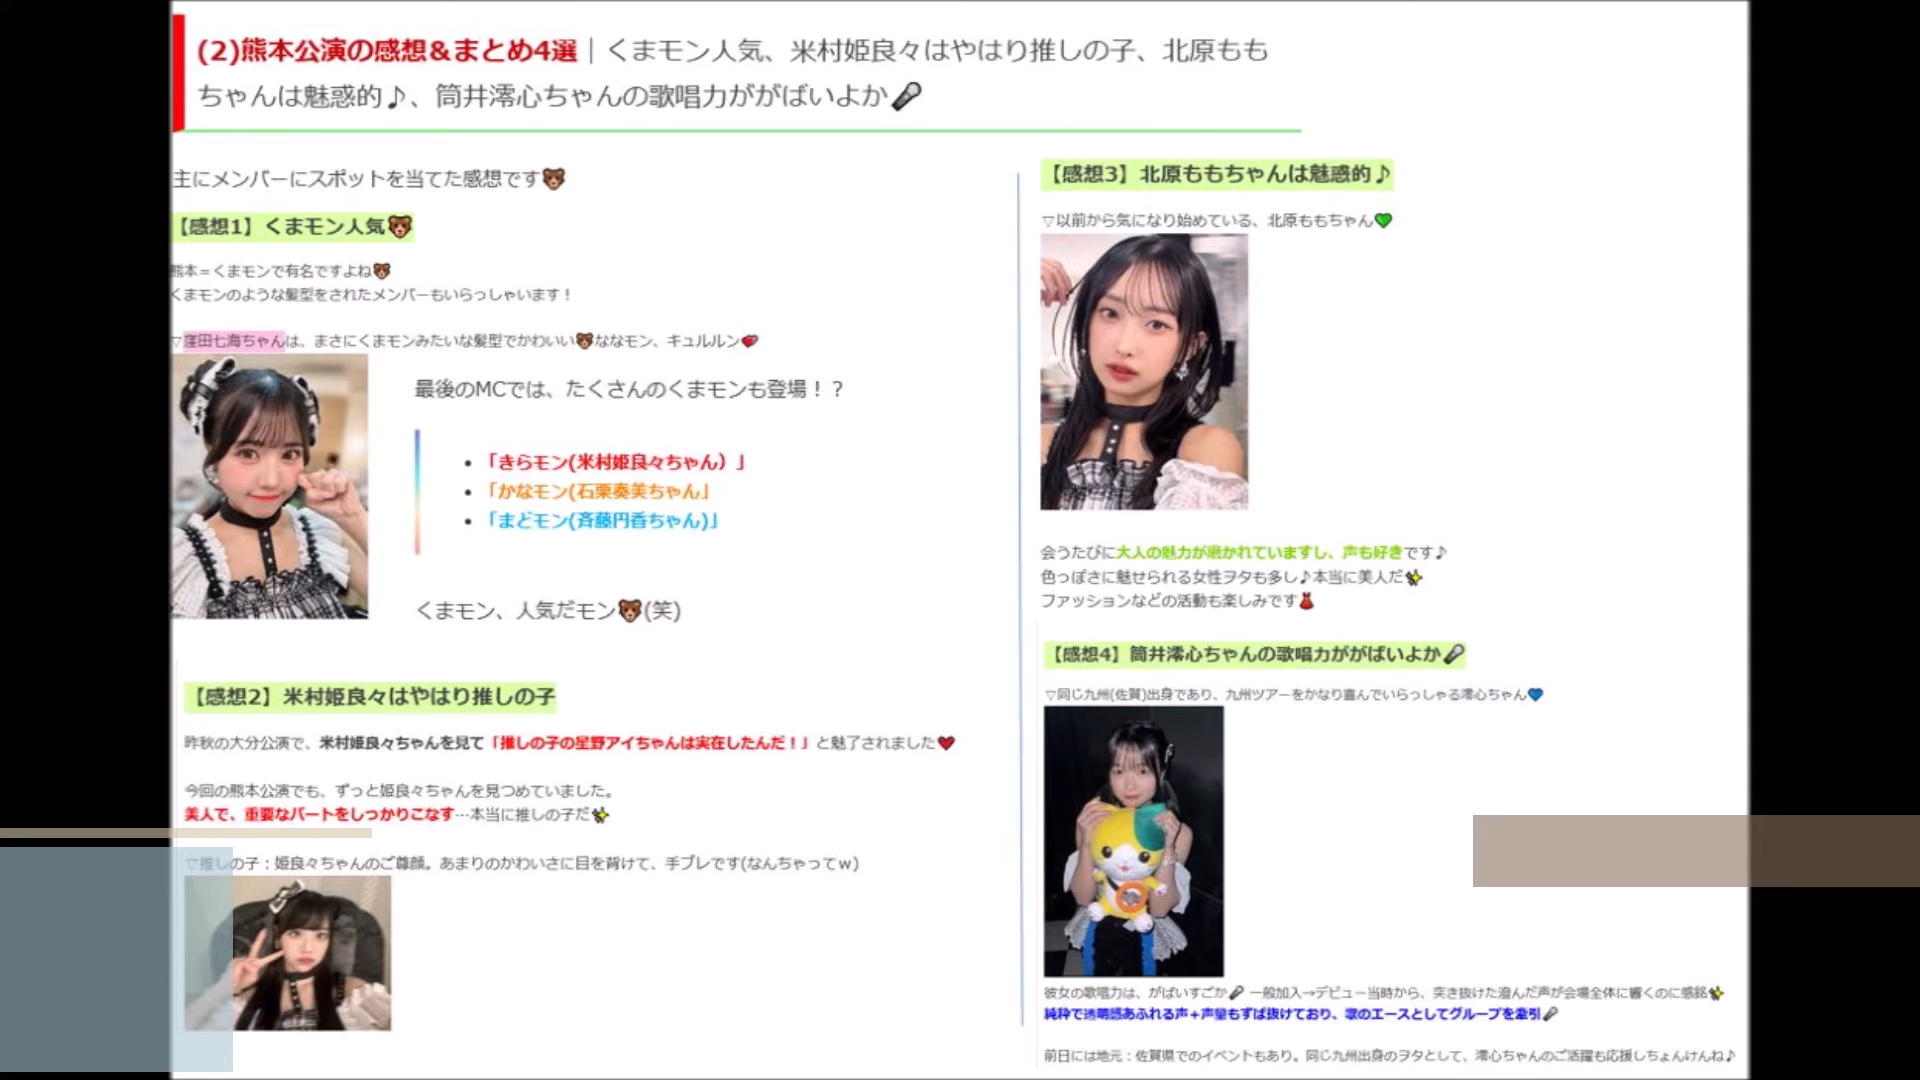 (2)熊本公演の感想＆まとめ4選｜くまモン人気、米村姫良々はやはり推しの子、北原もも
ちゃんは魅惑的♪、筒井澪心ちゃんの歌唱力ががばいよか🎤
主にメンバーにスポットを当てた感想です🐻
【感想1】くまモン人気🐻
熊本＝くまモンで有名ですよね🐻
くまモンのような髪型をされたメンバーもいらっしゃいます！
▽窪田七海ちゃんは、まさにくまモンみたいな髪型でかわいい🐻ななモン、キュルルン💕
最後のMCでは、たくさんのくまモンも登場！？
• 「きらモン(米村姫良々ちゃん）」
• 「かなモン(石栗奏美ちゃん」
• 「まどモン(斉藤円香ちゃん)」
くまモン、人気だモン🐻(笑)
【感想2】米村姫良々はやはり推しの子
昨秋の大分公演で、米村姫良々ちゃんを見て「推しの子の星野アイちゃんは実在したんだ！」と魅了されました❤
今回の熊本公演でも、ずっと姫良々ちゃんを見つめていました。
美人で、重要なパートをしっかりこなす…本当に推しの子だ✨
▽推しの子：姫良々ちゃんのご尊顔。あまりのかわいさに目を背けて、手ブレです(なんちゃってｗ)
【感想3】北原ももちゃんは魅惑的♪
▽以前から気になり始めている、北原ももちゃん💚
会うたびに大人の魅力が磨かれていますし、声も好きです♪
色っぽさに魅せられる女性ヲタも多し♪本当に美人だ✨
ファッションなどの活動も楽しみです👗
【感想4】筒井澪心ちゃんの歌唱力ががばいよか🎤
▽同じ九州(佐賀)出身であり、九州ツアーをかなり喜んでいらっしゃる澪心ちゃん💙
彼女の歌唱力は、がばいすごか🎤 一般加入→デビュー当時から、突き抜けた澄んだ声が会場全体に響くのに感銘✨
純粋で透明感あふれる声＋声量もずば抜けており、歌のエースとしてグループを牽引🎤
前日には地元：佐賀県でのイベントもあり。同じ九州出身のヲタとして、澪心ちゃんのご活躍も応援しちょんけんね♪